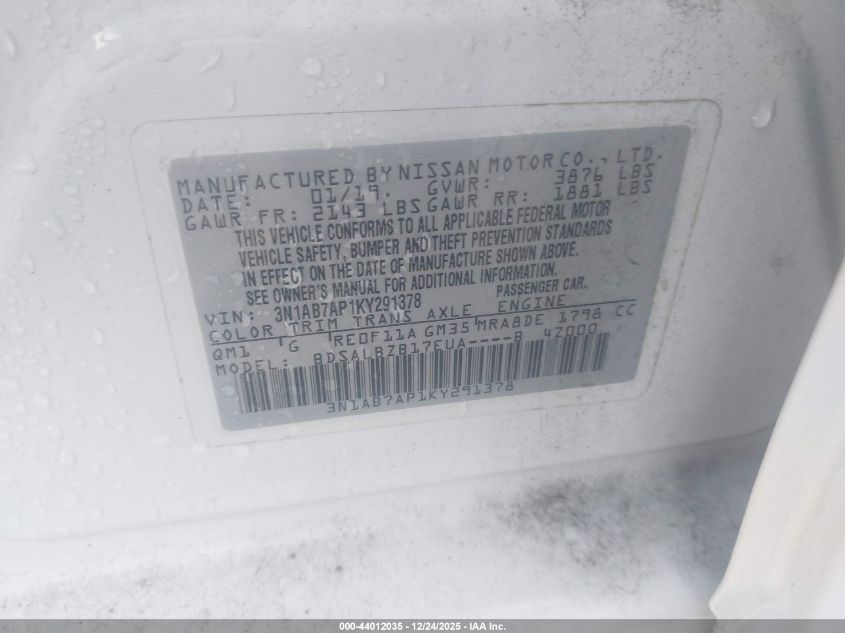 MANUFACTURED BY NISSAN MOTOR CO., LTD.
DATE: 01/19. GVWR: 3876 LBS
GAWR FR: 2143 LBS GAWR RR: 1881 LBS
THIS VEHICLE CONFORMS TO ALL APPLICABLE FEDERAL MOTOR
VEHICLE SAFETY, BUMPER AND THEFT PREVENTION STANDARDS
IN EFFECT ON THE DATE OF MANUFACTURE SHOWN ABOVE.
SEE OWNER'S MANUAL FOR ADDITIONAL INFORMATION.
VIN: 3N1AB7AP1KY291378 PASSENGER CAR.
COLOR TRIM TRANS AXLE ENGINE
QM1 G RE0F11A GM35 MRA8DE 1798 CC
MODEL: BDSALBZB17EUA----B 4Z000
3N1AB7AP1KY291378
000-44012035 - 12/24/2025 - IAA Inc.